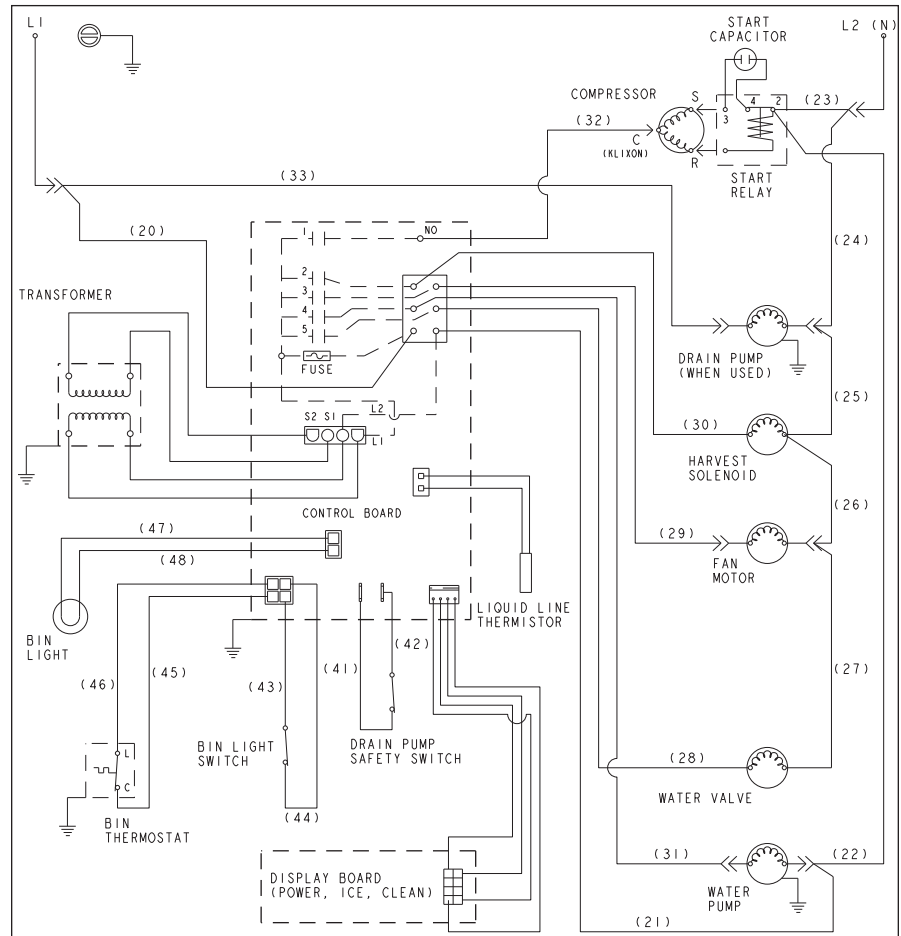 L1
START
CAPACITOR
L2 (N)
COMPRESSOR
S
4
2
(23)
(32)
C
(KLIXON)
3
R
START
RELAY
(33)
(20)
1
NO
(24)
2
3
4
5
TRANSFORMER
FUSE
DRAIN PUMP
(WHEN USED)
(25)
L2
S2 S1
L1
(30)
HARVEST
SOLENOID
CONTROL BOARD
(26)
(47)
(48)
(29)
FAN
MOTOR
LIQUID LINE
THERMISTOR
BIN
LIGHT
(46)
(45)
(43)
(41)
(42)
(27)
BIN LIGHT
SWITCH
DRAIN PUMP
SAFETY SWITCH
L
C
(28)
WATER VALVE
(44)
BIN
THERMOSTAT
(31)
(22)
DISPLAY BOARD
(POWER, ICE, CLEAN)
WATER
PUMP
(21)